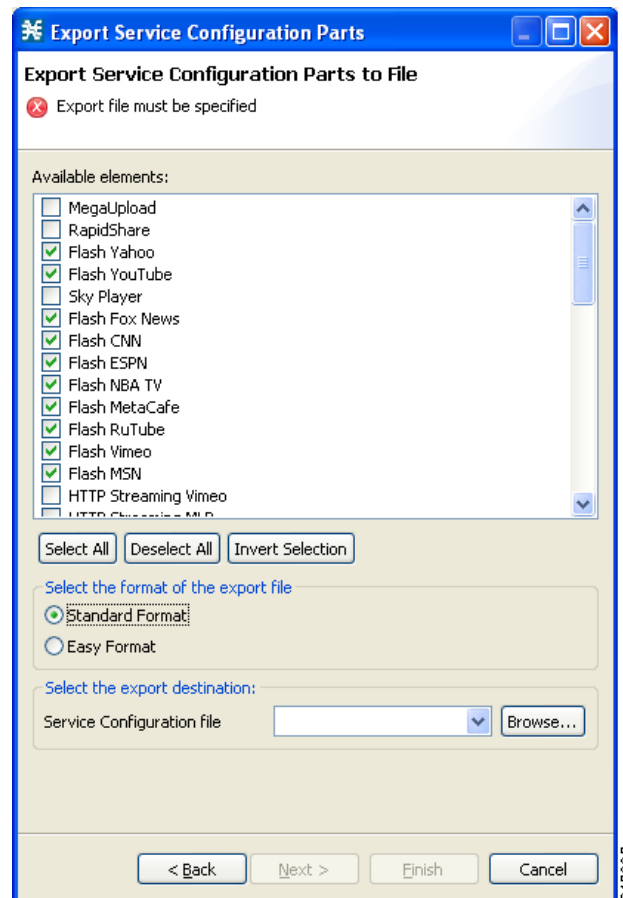 Export Service Configuration Parts
Export Service Configuration Parts to File
Export file must be specified
Available elements:
MegaUpload
RapidShare
Flash Yahoo
Flash YouTube
Sky Player
Flash Fox News
Flash CNN
Flash ESPN
Flash NBA TV
Flash MetaCafe
Flash RuTube
Flash Vimeo
Flash MSN
HTTP Streaming Vimeo
HTTP Streaming MLB
Select All Deselect All Invert Selection
Select the format of the export file
Standard Format
Easy Format
Select the export destination:
Service Configuration file Browse...
< Back Next > Finish Cancel